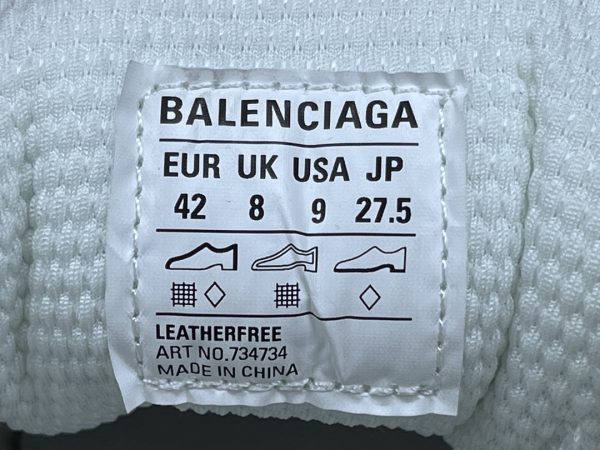 BALENCIAGA
EUR UK USA JP
42 8 9 27.5
LEATHERFREE
ART NO.734734
MADE IN CHINA